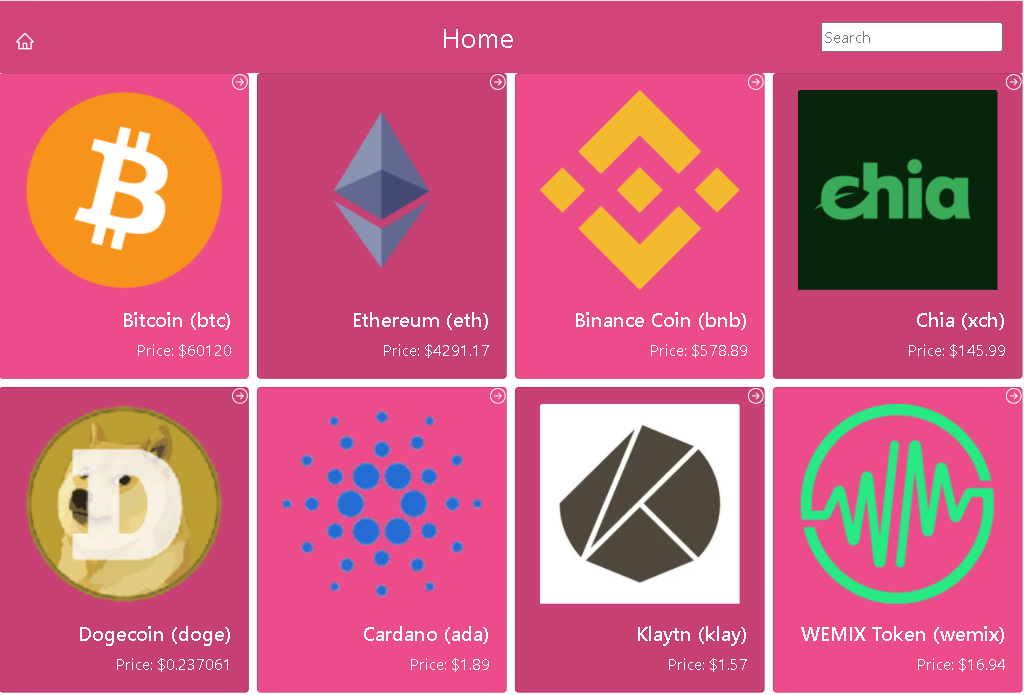 Home
Search
chia
Bitcoin (btc)
Price: $60120
Ethereum (eth)
Price: $4291.17
Binance Coin (bnb)
Price: $578.89
Chia (xch)
Price: $145.99
Dogecoin (doge)
Price: $0.237061
Cardano (ada)
Price: $1.89
Klaytn (klay)
Price: $1.57
WEMIX Token (wemix)
Price: $16.94